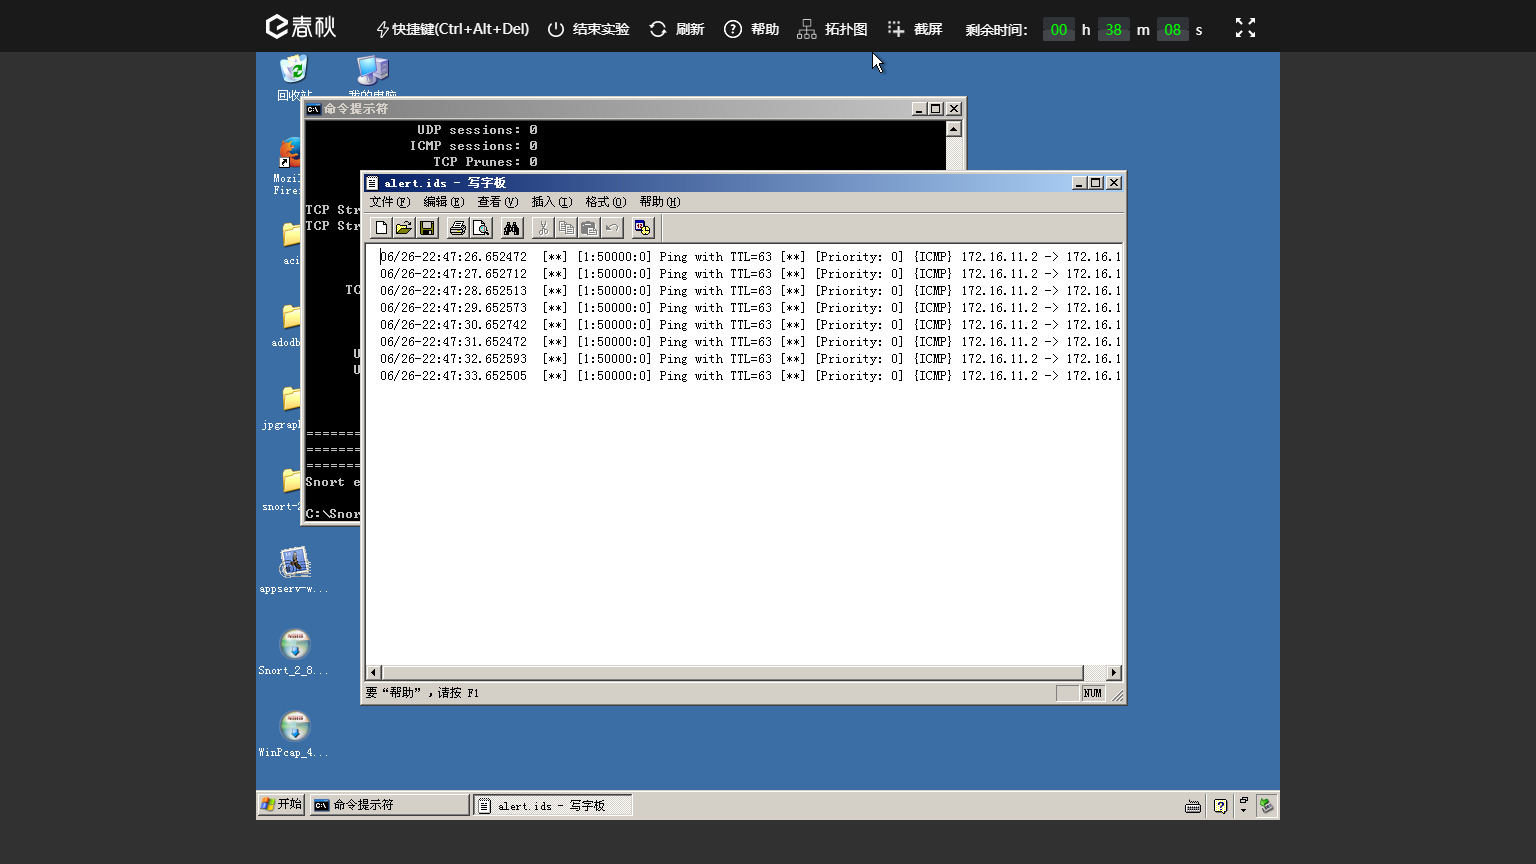 春秋 快捷键(Ctrl+Alt+Del) 结束实验 刷新 帮助 拓扑图 截屏 剩余时间: 00 h 38 m 08 s
回收站
我的电脑
命令提示符
UDP sessions: 0
ICMP sessions: 0
TCP Prunes: 0
TCP Str
TCP Str
TC
U
U
====
====
====
Snort e
C:\Snor
alert.ids - 写字板
文件(F) 编辑(E) 查看(V) 插入(I) 格式(O) 帮助(H)
06/26-22:47:26.652472 [**] [1:50000:0] Ping with TTL=63 [**] [Priority: 0] {ICMP} 172.16.11.2 -> 172.16.1
06/26-22:47:27.652712 [**] [1:50000:0] Ping with TTL=63 [**] [Priority: 0] {ICMP} 172.16.11.2 -> 172.16.1
06/26-22:47:28.652513 [**] [1:50000:0] Ping with TTL=63 [**] [Priority: 0] {ICMP} 172.16.11.2 -> 172.16.1
06/26-22:47:29.652573 [**] [1:50000:0] Ping with TTL=63 [**] [Priority: 0] {ICMP} 172.16.11.2 -> 172.16.1
06/26-22:47:30.652742 [**] [1:50000:0] Ping with TTL=63 [**] [Priority: 0] {ICMP} 172.16.11.2 -> 172.16.1
06/26-22:47:31.652472 [**] [1:50000:0] Ping with TTL=63 [**] [Priority: 0] {ICMP} 172.16.11.2 -> 172.16.1
06/26-22:47:32.652593 [**] [1:50000:0] Ping with TTL=63 [**] [Priority: 0] {ICMP} 172.16.11.2 -> 172.16.1
06/26-22:47:33.652505 [**] [1:50000:0] Ping with TTL=63 [**] [Priority: 0] {ICMP} 172.16.11.2 -> 172.16.1
要“帮助”，请按 F1
NUM
Mozil
Fire
aci
adodb
jpgrap
snort-2
appserv-w...
Snort_2_8...
WinPcap_4...
开始 命令提示符 alert.ids - 写字板